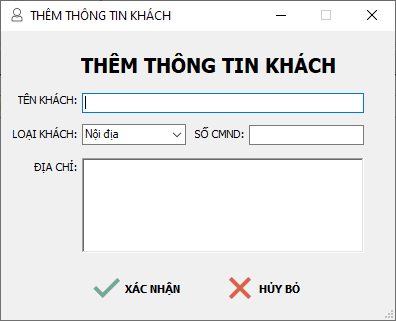 THÊM THÔNG TIN KHÁCH
THÊM THÔNG TIN KHÁCH
TÊN KHÁCH:
LOẠI KHÁCH: Nội địa SỐ CMND:
ĐỊA CHỈ:
XÁC NHẬN HỦY BỎ